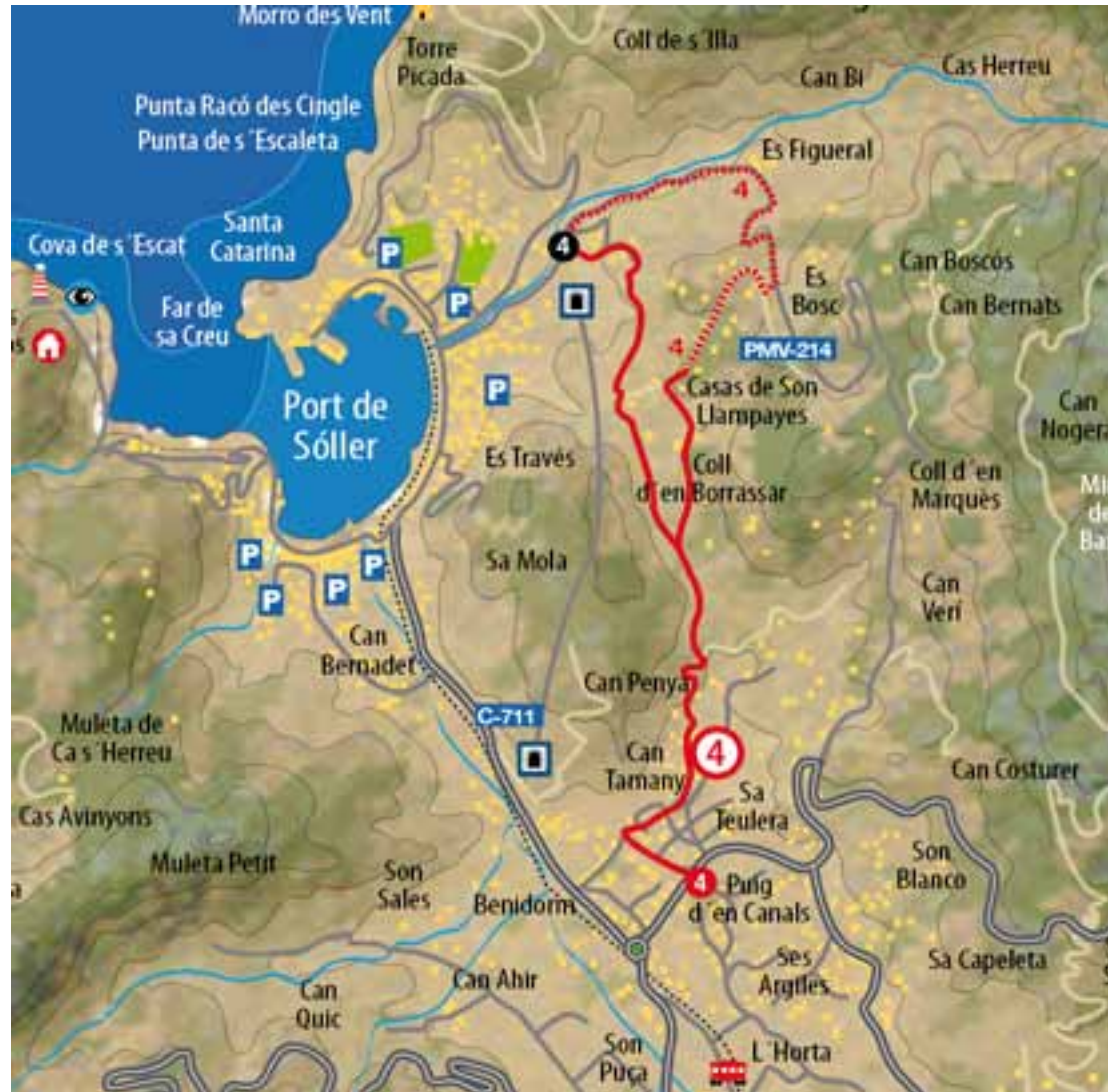 Morro des Vent
Torre
Picada
Coll de s´Illa
Can Bi
Cas Herreu
Punta Racó des Cingle
Punta de s´Escaleta
Es Figueral
4
Santa
Catarina
Cova de s´Escat
P
4
Can Boscos
Es
Bosc
Can Bernats
Far de
sa Creu
P
4
PMV-214
P
Casas de Son
Llampayes
Port de
Sóller
Can
Nogera
Es Través
Coll
d´en Borrassar
Coll d´en
Marquès
P
P
P
P
Sa Mola
Can
Verí
Can
Bernadet
Can Penya
C-711
Muleta de
Ca s´Herreu
Can
Tamany
4
Can Costurer
Sa
Teulera
Cas Avinyons
Muleta Petit
Son
Sales
Benidorm
4
Puig
d´en Canals
Son
Blanco
Can Ahir
Ses
Argiles
Sa Capeleta
Can
Quic
Son
Puça
L´Horta